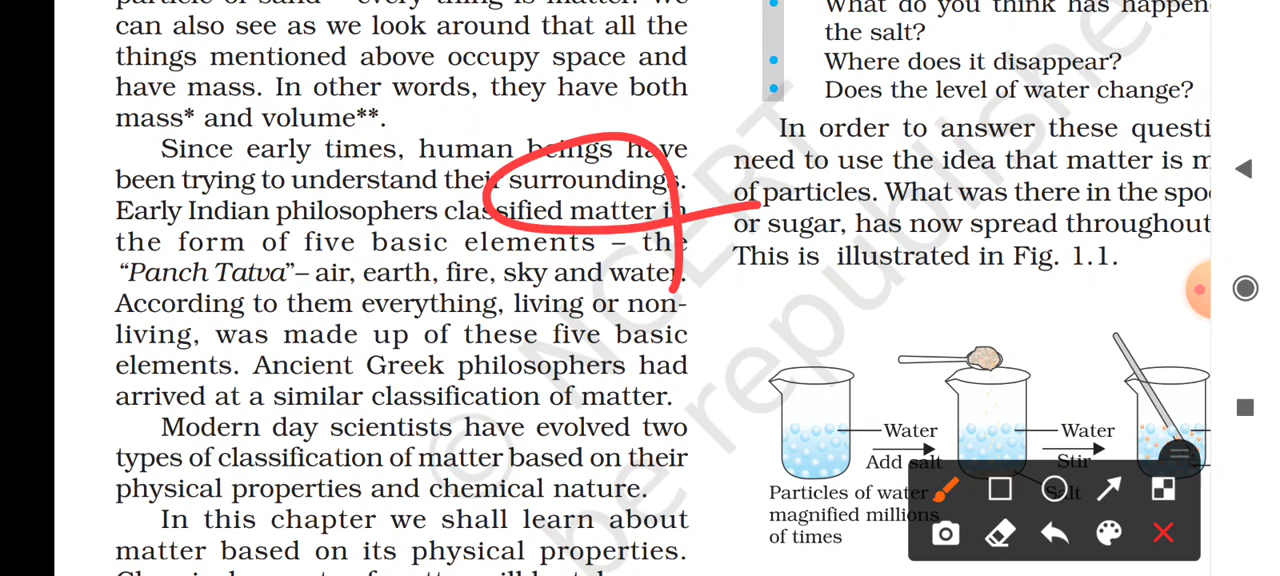 can also see as we look around that all the
things mentioned above occupy space and
have mass. In other words, they have both
mass* and volume**.
Since early times, human beings have
been trying to understand their surroundings.
Early Indian philosophers classified matter in
the form of five basic elements – the
“Panch Tatva”– air, earth, fire, sky and water.
According to them everything, living or non-
living, was made up of these five basic
elements. Ancient Greek philosophers had
arrived at a similar classification of matter.
Modern day scientists have evolved two
types of classification of matter based on their
physical properties and chemical nature.
In this chapter we shall learn about
matter based on its physical properties.
What do you think has happen
the salt?
Where does it disappear?
Does the level of water change?
In order to answer these questi
need to use the idea that matter is m
of particles. What was there in the spo
or sugar, has now spread throughout
This is illustrated in Fig. 1.1.
Water
Add salt
Water
Stir
Salt
Particles of water
magnified millions
of times
© NCERT
be republishe